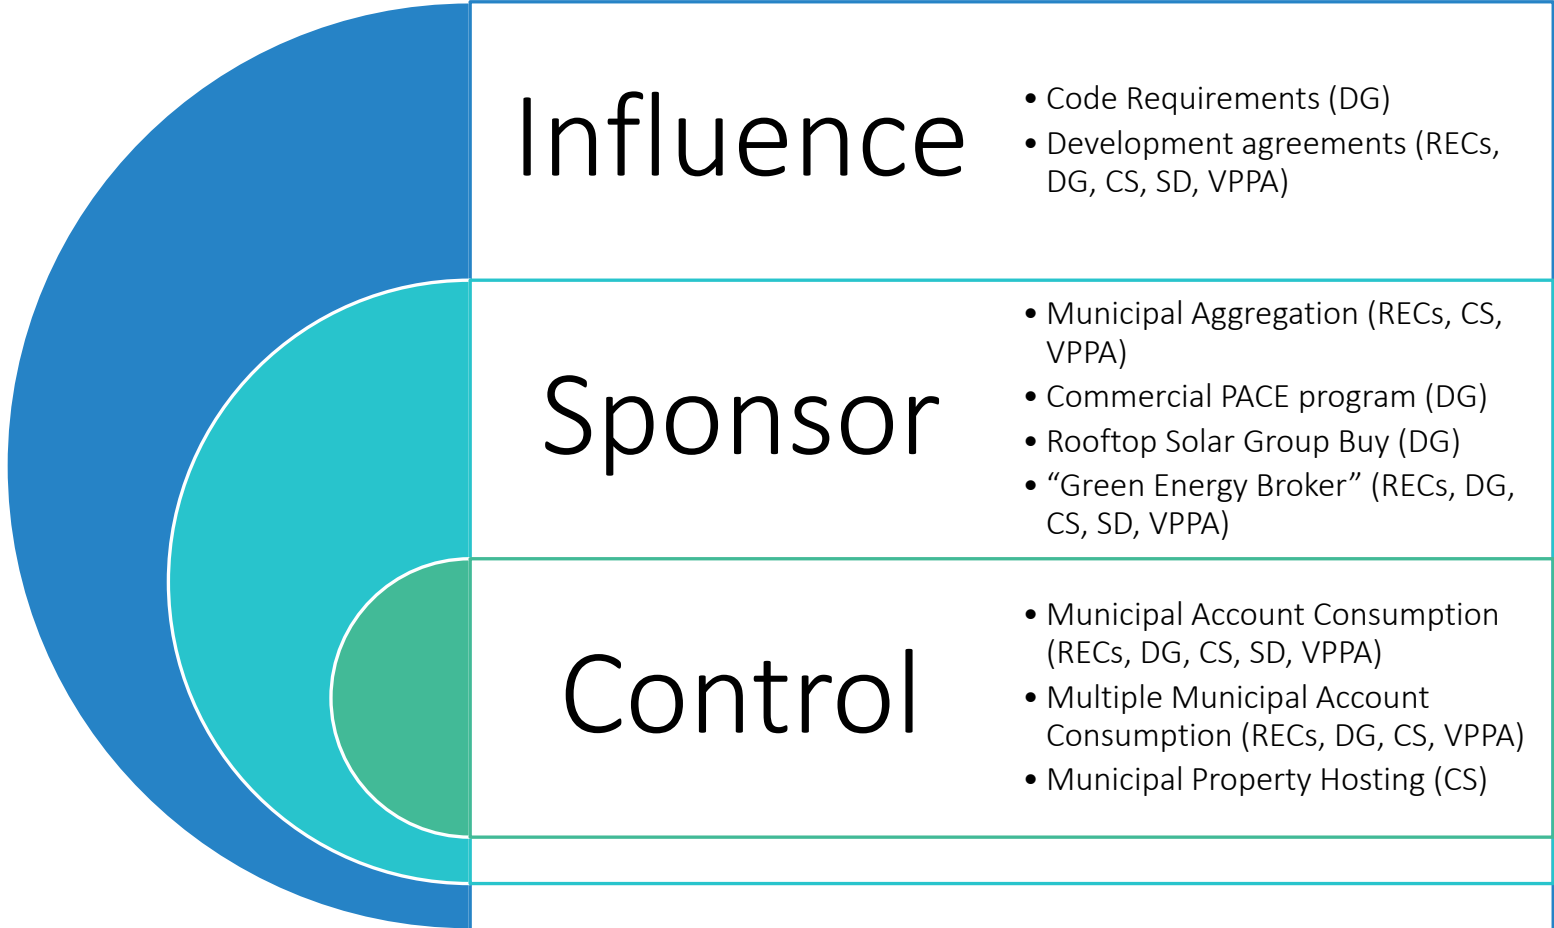 Influence
• Code Requirements (DG)
• Development agreements (RECs,
DG, CS, SD, VPPA)
Sponsor
• Municipal Aggregation (RECs, CS,
VPPA)
• Commercial PACE program (DG)
• Rooftop Solar Group Buy (DG)
• “Green Energy Broker” (RECs, DG,
CS, SD, VPPA)
Control
• Municipal Account Consumption
(RECs, DG, CS, SD, VPPA)
• Multiple Municipal Account
Consumption (RECs, DG, CS, VPPA)
• Municipal Property Hosting (CS)